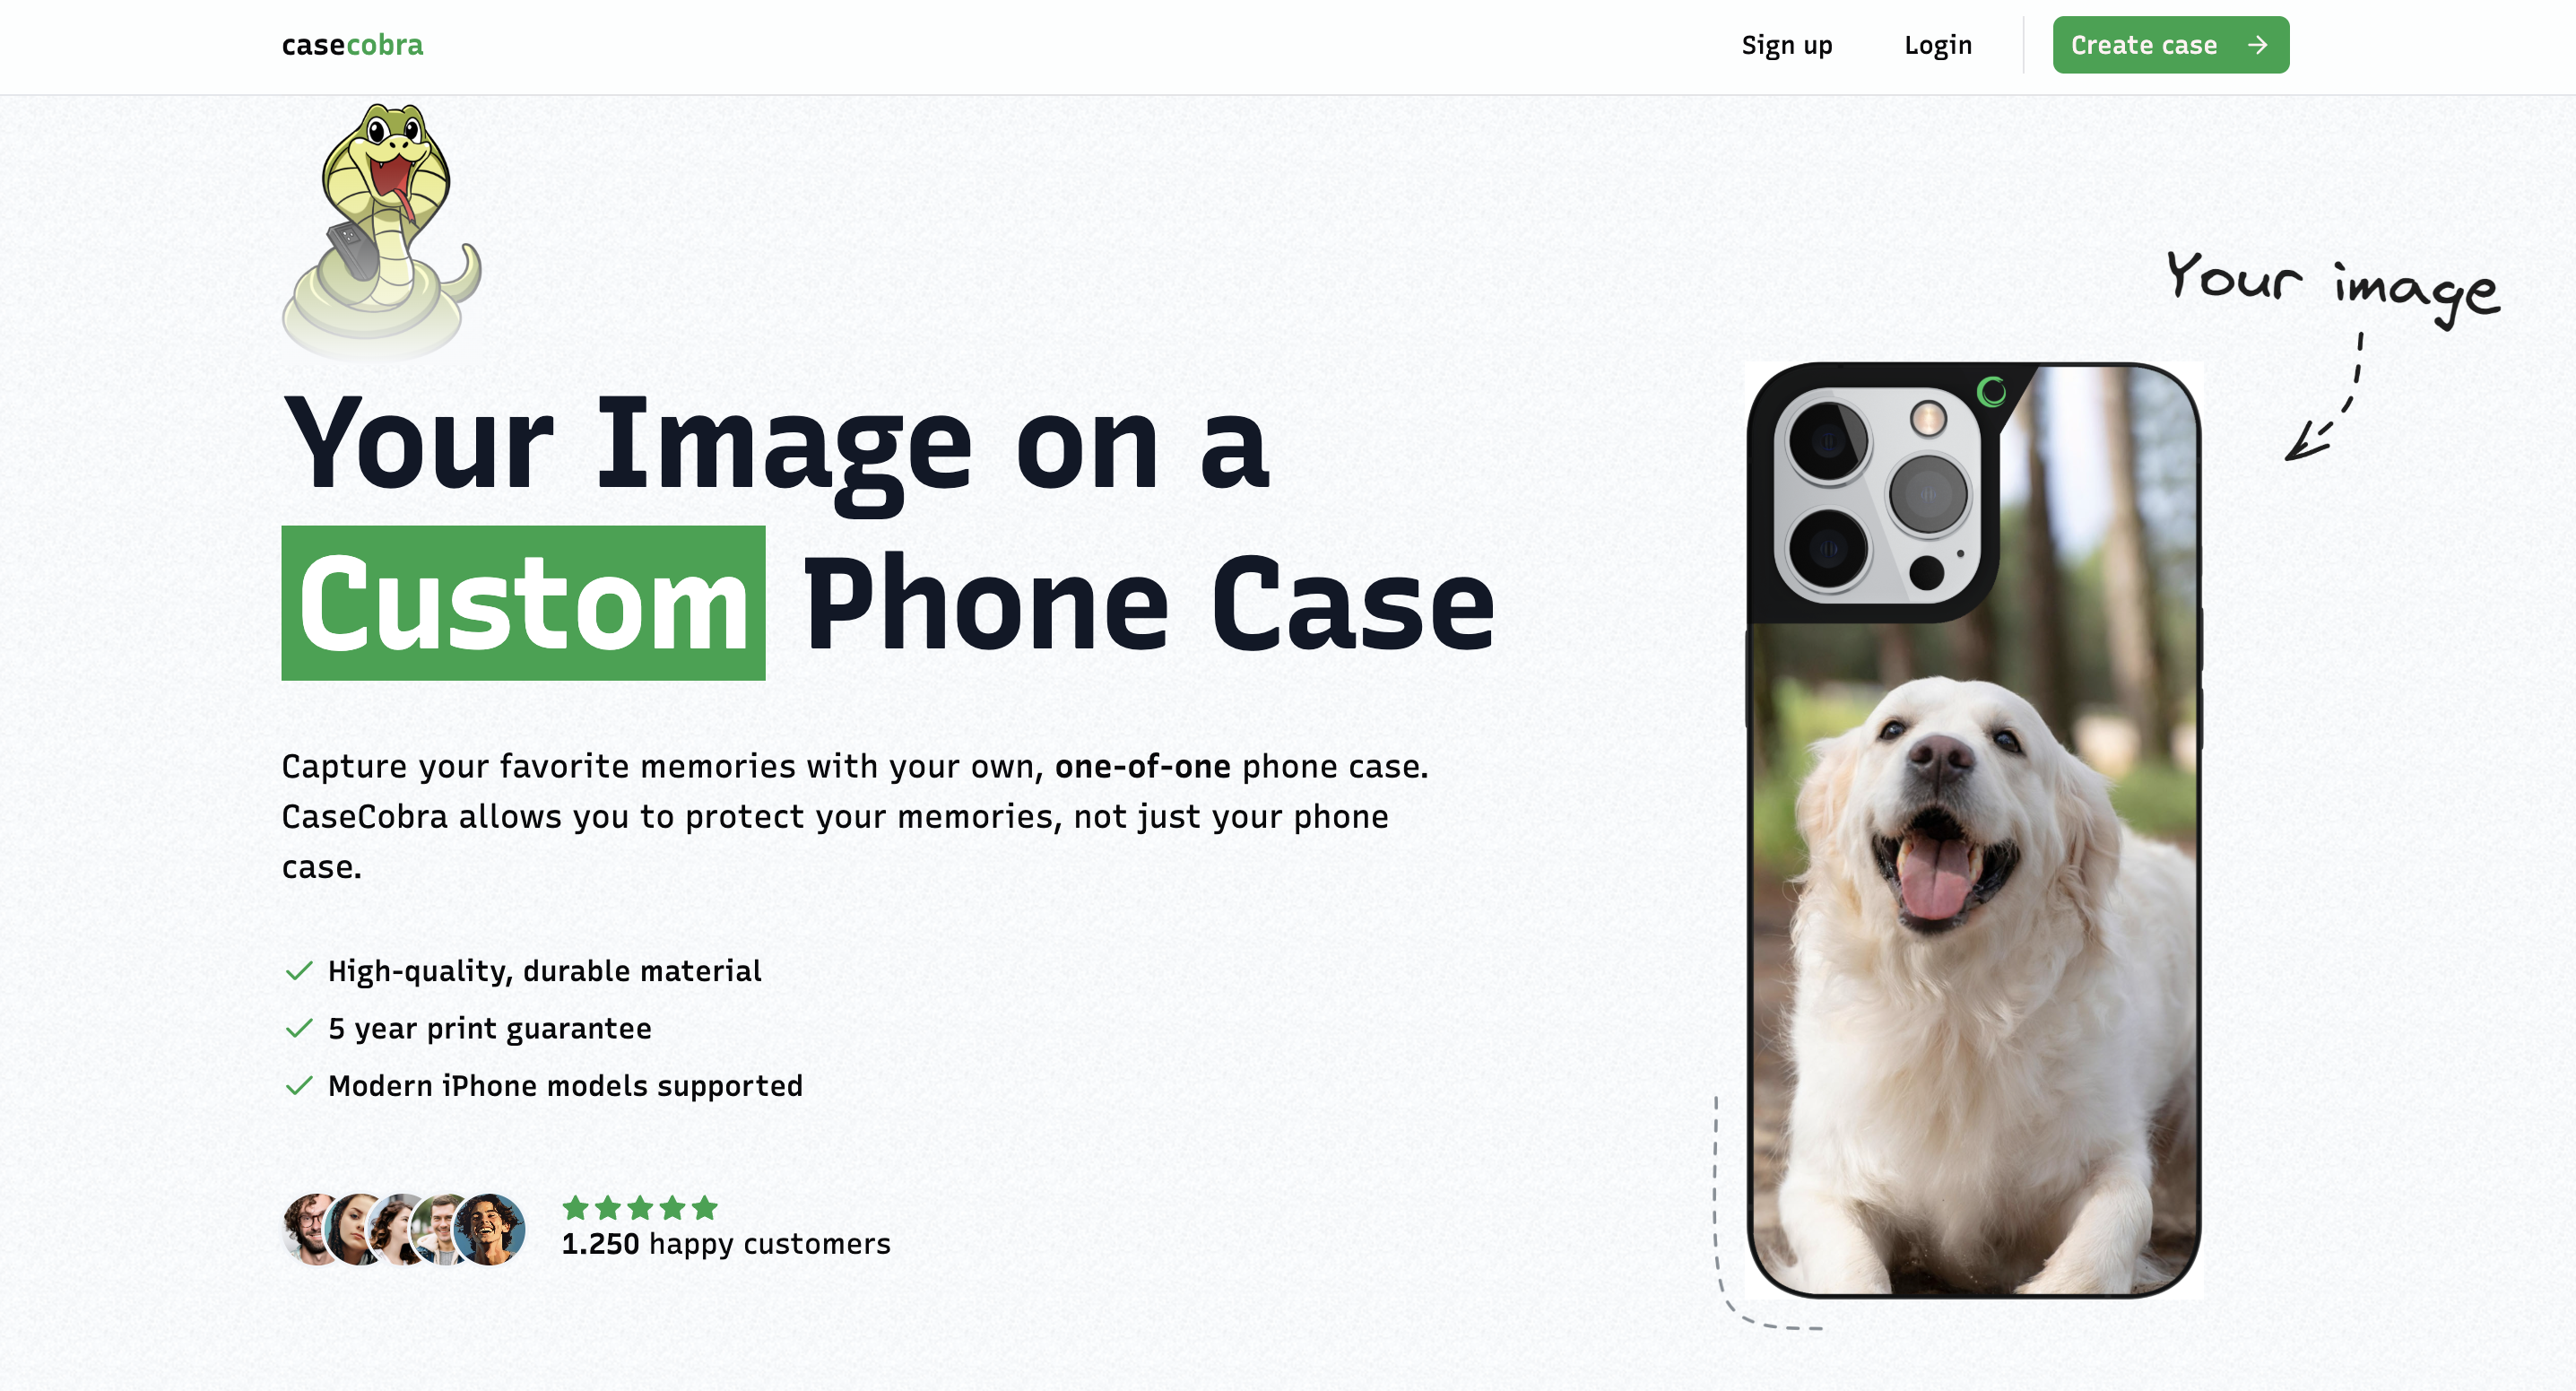 casecobra
Sign up
Login
Create case
Your image
Your Image on a
Custom Phone Case
Capture your favorite memories with your own, one-of-one phone case.
CaseCobra allows you to protect your memories, not just your phone
case.
High-quality, durable material
5 year print guarantee
Modern iPhone models supported
1.250 happy customers